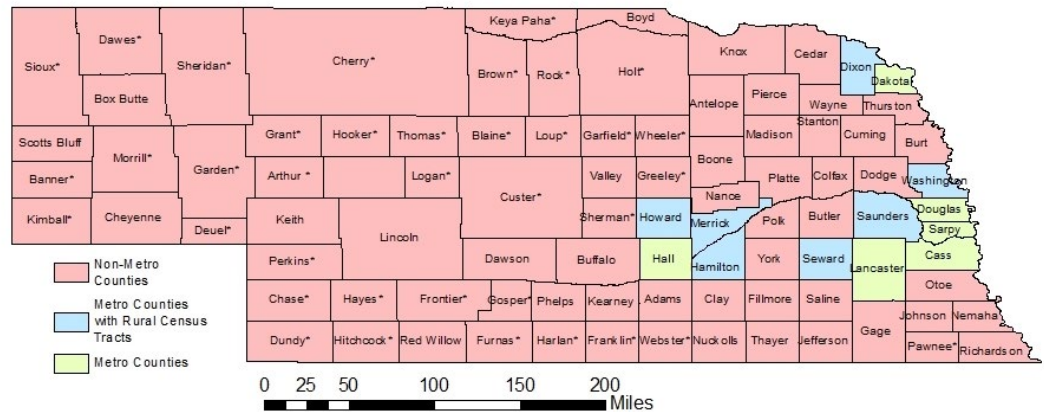 Keya Paha*
Boyd
Dawes*
Sioux*
Sheridan*
Cherry*
Brown*
Rock*
Holt*
Knox
Cedar
Dixon
Dakota
Box Butte
Antelope
Pierce
Wayne
Thurston
Scotts Bluff
Morrill*
Garden*
Grant*
Hooker*
Thomas*
Blaine*
Loup*
Garfield*
Wheeler*
Madison
Stanton
Cuming
Burt
Banner*
Arthur*
Logan*
Custer*
Valley
Greeley*
Boone
Nance
Platte
Colfax
Dodge
Washington
Kimball*
Cheyenne
Deuel*
Keith
Lincoln
Sherman*
Howard
Merrick
Polk
Butler
Saunders
Douglas
Sarpy
Perkins*
Dawson
Buffalo
Hall
Hamilton
York
Seward
Lancaster
Cass
Otoe
Chase*
Hayes*
Frontier*
Gosper*
Phelps
Kearney
Adams
Clay
Fillmore
Saline
Gage
Johnson
Nemaha
Dundy*
Hitchcock*
Red Willow
Furnas*
Harlan*
Franklin*
Webster*
Nuckolls
Thayer
Jefferson
Pawnee*
Richardson
Non-Metro
Counties
Metro Counties
with Rural Census
Tracts
Metro Counties
0 25 50 100 150 200
Miles